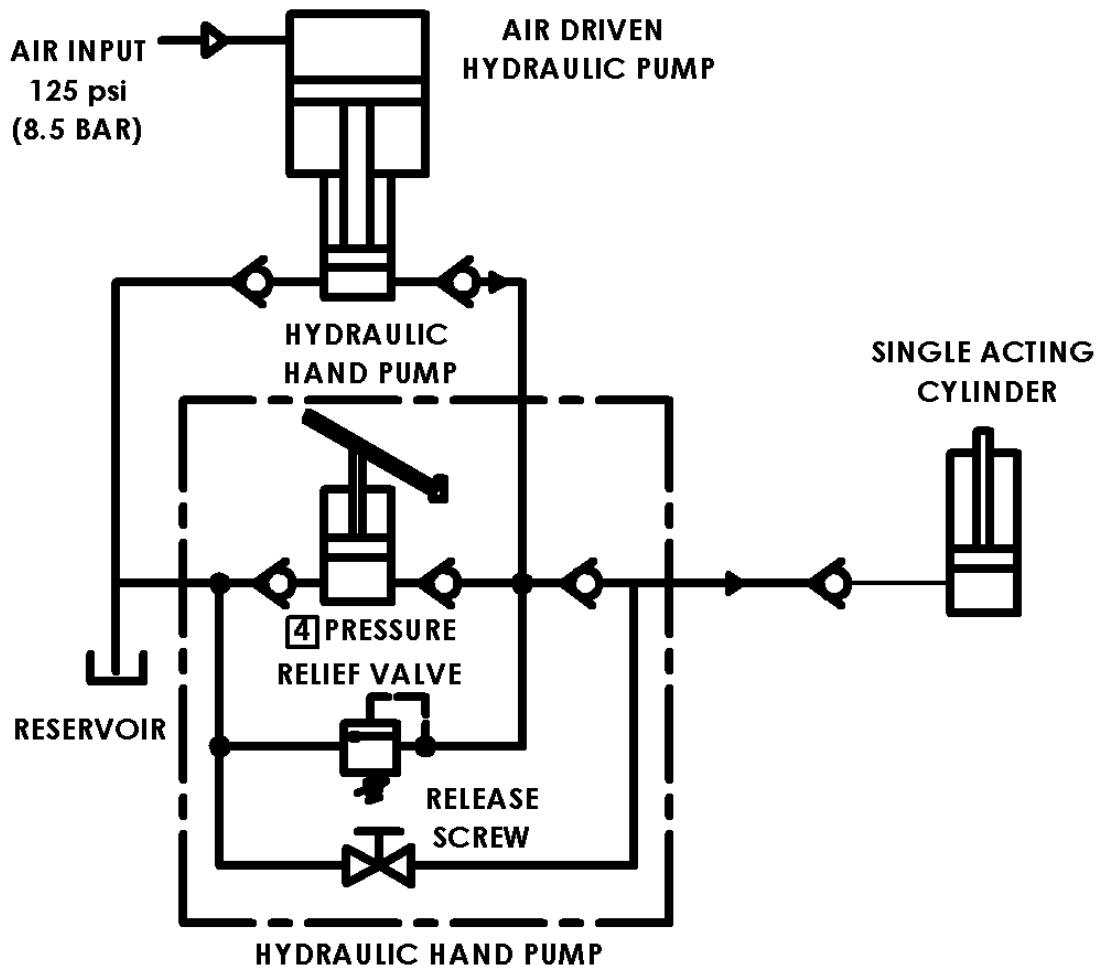 AIR INPUT
125 psi
(8.5 BAR)
AIR DRIVEN
HYDRAULIC PUMP
HYDRAULIC
HAND PUMP
SINGLE ACTING
CYLINDER
4 PRESSURE
RELIEF VALVE
RESERVOIR
RELEASE
SCREW
HYDRAULIC HAND PUMP